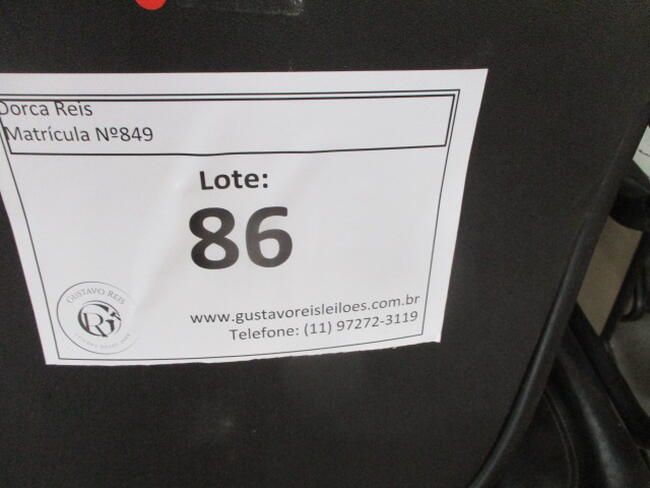 Dorca Reis
Matrícula Nº849
Lote:
86
GUSTAVO REIS
www.gustavoreisleiloes.com.br
Telefone: (11) 97272-3119